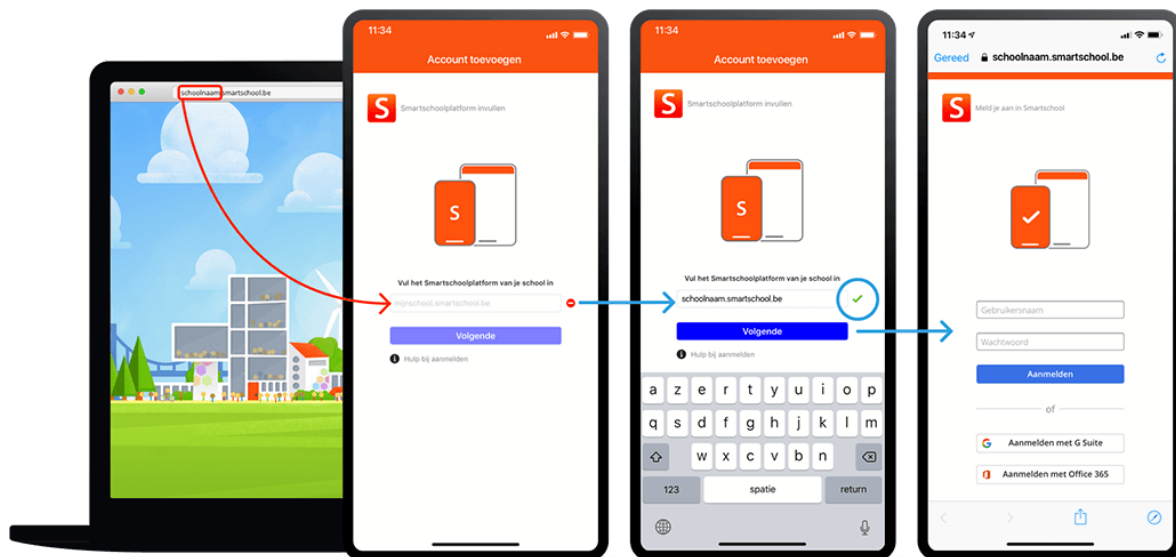 schoolnaam.smartschool.be
11:34
Account toevoegen
S
Smartschoolplatform invullen
S
Vul het Smartschoolplatform van je school in
mijnschool.smartschool.be
Volgende
i Hulp bij aanmelden
11:34
Account toevoegen
S
Smartschoolplatform invullen
S
Vul het Smartschoolplatform van je school in
schoolnaam.smartschool.be
Volgende
i Hulp bij aanmelden
a z e r t y u i o p
q s d f g h j k l m
w x c v b n
123 spatie return
11:34
Gereed schoolnaam.smartschool.be
S
Meld je aan in Smartschool
Gebruikersnaam
Wachtwoord
Aanmelden
of
G Aanmelden met G Suite
Aanmelden met Office 365